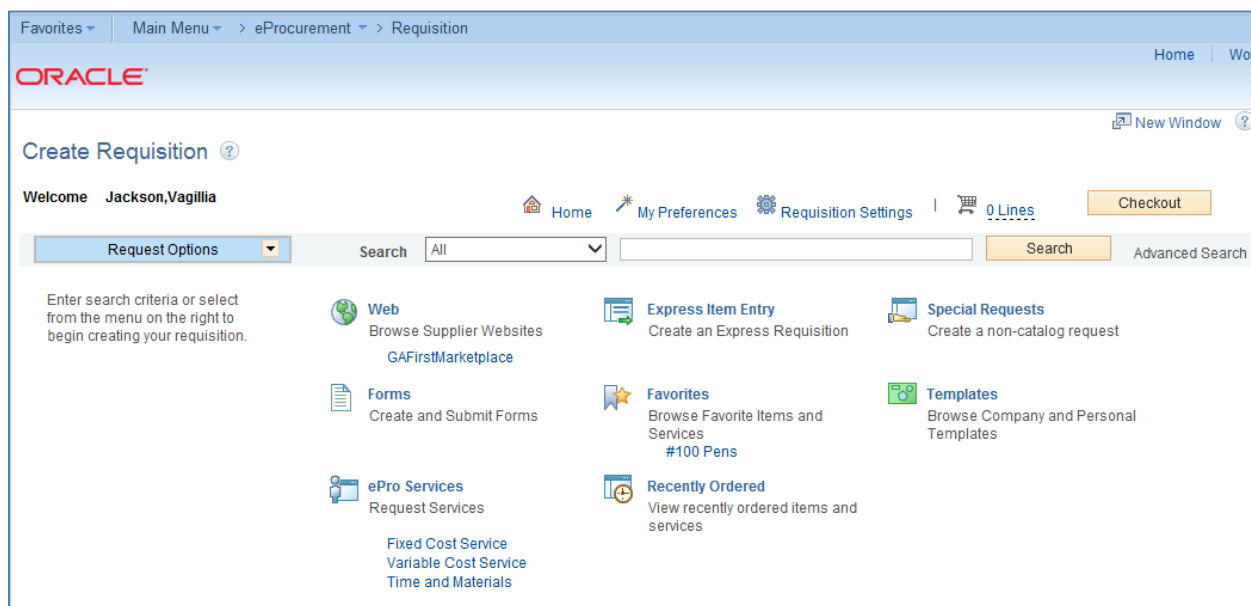 Favorites Main Menu > eProcurement > Requisition
Home Wo
ORACLE
New Window ?
Create Requisition ?
Welcome Jackson,Vagillia
Home My Preferences Requisition Settings 0 Lines Checkout
Request Options Search All Search Advanced Search
Enter search criteria or select
from the menu on the right to
begin creating your requisition.
Web
Browse Supplier Websites
GAFirstMarketplace
Express Item Entry
Create an Express Requisition
Special Requests
Create a non-catalog request
Forms
Create and Submit Forms
Favorites
Browse Favorite Items and
Services
#100 Pens
Templates
Browse Company and Personal
Templates
ePro Services
Request Services
Fixed Cost Service
Variable Cost Service
Time and Materials
Recently Ordered
View recently ordered items and
services